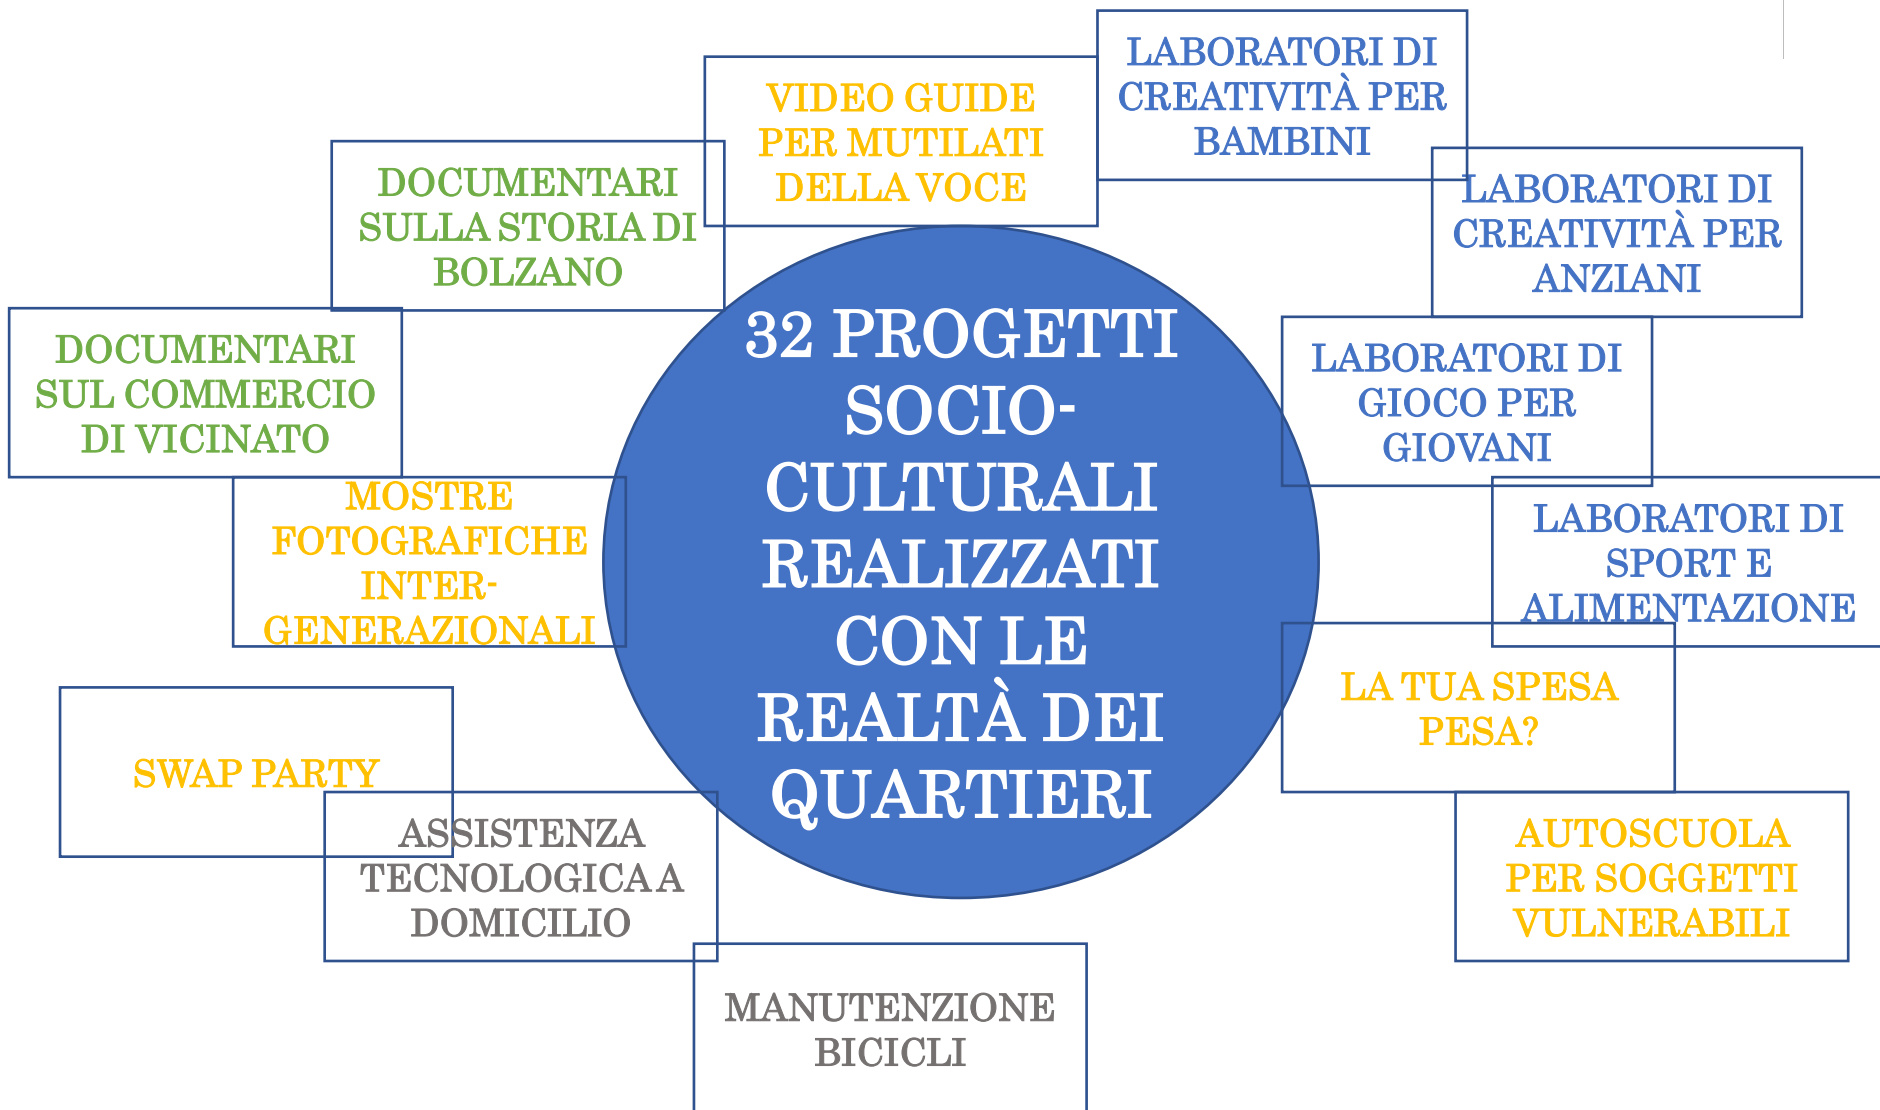 LABORATORI DI
CREATIVITÀ PER
BAMBINI
VIDEO GUIDE
PER MUTILATI
DELLA VOCE
DOCUMENTARI
SULLA STORIA DI
BOLZANO
LABORATORI DI
CREATIVITÀ PER
ANZIANI
DOCUMENTARI
SUL COMMERCIO
DI VICINATO
32 PROGETTI
SOCIO-
CULTURALI
REALIZZATI
CON LE
REALTÀ DEI
QUARTIERI
LABORATORI DI
GIOCO PER
GIOVANI
MOSTRE
FOTOGRAFICHE
INTER-
GENERAZIONALI
LABORATORI DI
SPORT E
ALIMENTAZIONE
LA TUA SPESA
PESA?
SWAP PARTY
ASSISTENZA
TECNOLOGICA A
DOMICILIO
AUTOSCUOLA
PER SOGGETTI
VULNERABILI
MANUTENZIONE
BICICLI